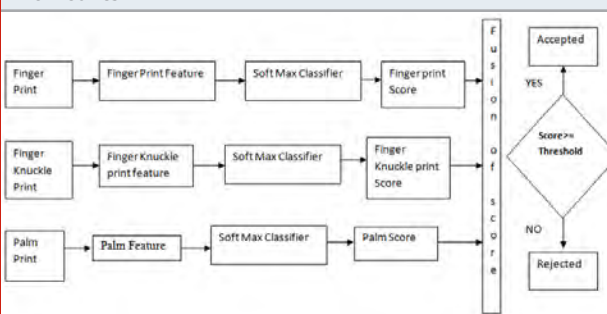 Finger
Print
Finger Print Feature
Soft Max Classifier
Finger print
Score
Finger
Knuckle
Print
Finger Knuckle
print feature
Soft Max Classifier
Finger
Knuckle print
Score
Palm
Print
Palm Feature
Soft Max Classifier
Palm Score
F
u
s
i
o
n
o
f
s
c
o
r
e
Accepted
YES
Score>=
Threshold
NO
Rejected